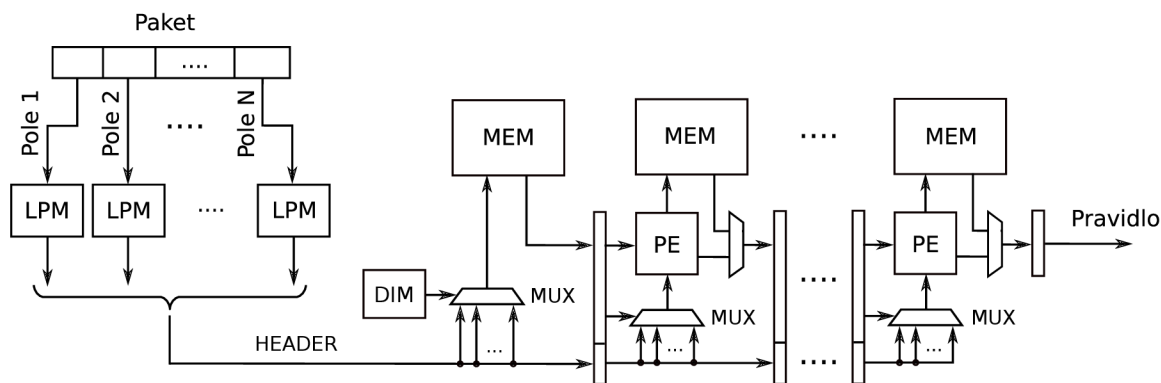 Paket
....
Pole 1
Pole 2
....
Pole N
LPM
LPM
....
LPM
HEADER
DIM
MUX
...
MEM
MEM
....
MEM
PE
MUX
...
....
....
PE
MUX
...
Pravidlo